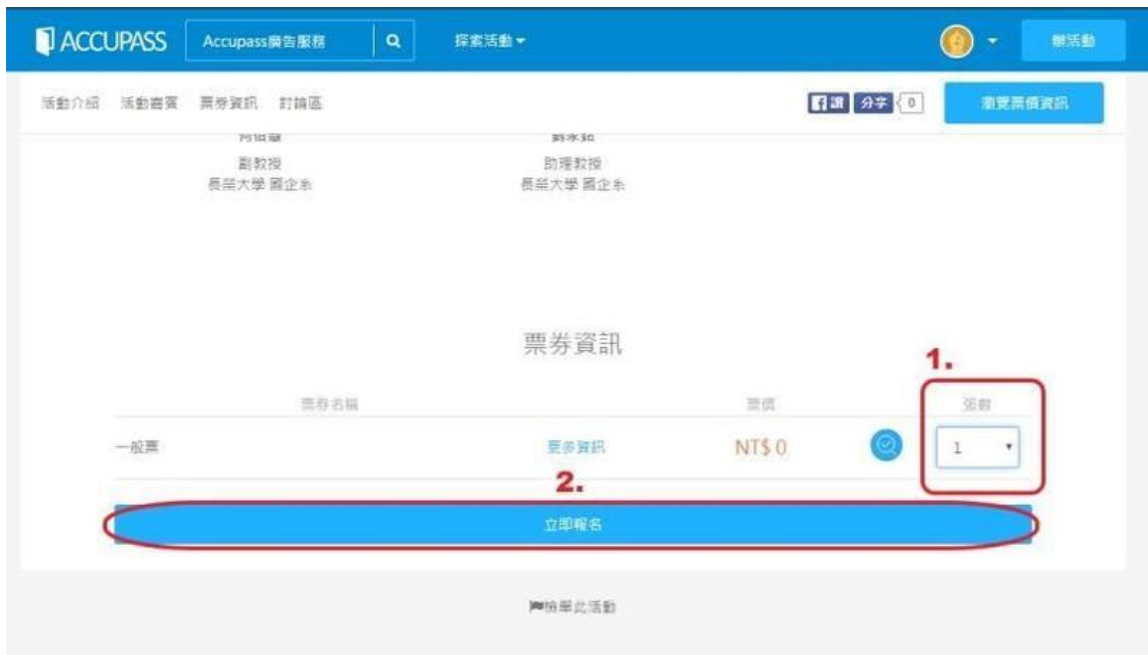 ACCUPASS Accupass廣告服務 探索活動 辦活動
活動介紹 活動嘉賓 票券資訊 討論區 讚 分享 0 瀏覽票價資訊
副教授 助理教授
長榮大學 國企系 長榮大學 國企系
票券資訊
1.
票券名稱 票價 張數
一般票 更多資訊 NT$ 0 1
2.
立即報名
檢舉此活動